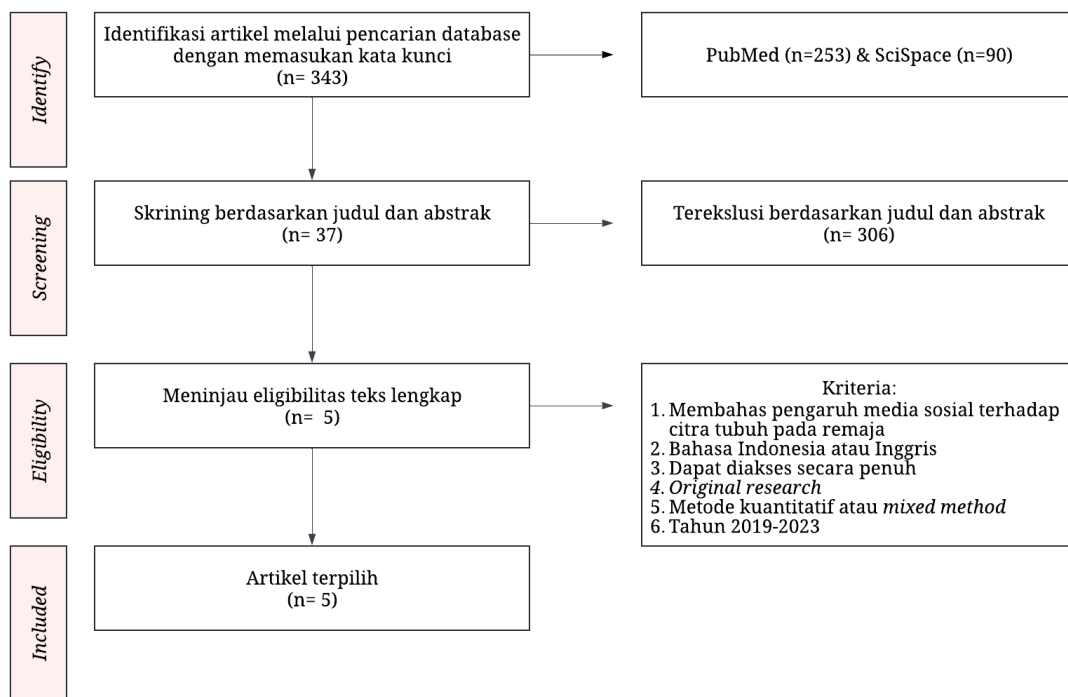 Identify
Identifikasi artikel melalui pencarian database
dengan memasukan kata kunci
(n= 343)
PubMed (n=253) & SciSpace (n=90)
Screening
Skrining berdasarkan judul dan abstrak
(n= 37)
Terekslusi berdasarkan judul dan abstrak
(n= 306)
Eligibility
Meninjau eligibilitas teks lengkap
(n=  5)
Kriteria:
1. Membahas pengaruh media sosial terhadap
citra tubuh pada remaja
2. Bahasa Indonesia atau Inggris
3. Dapat diakses secara penuh
4. Original research
5. Metode kuantitatif atau mixed method
6. Tahun 2019-2023
Included
Artikel terpilih
(n= 5)